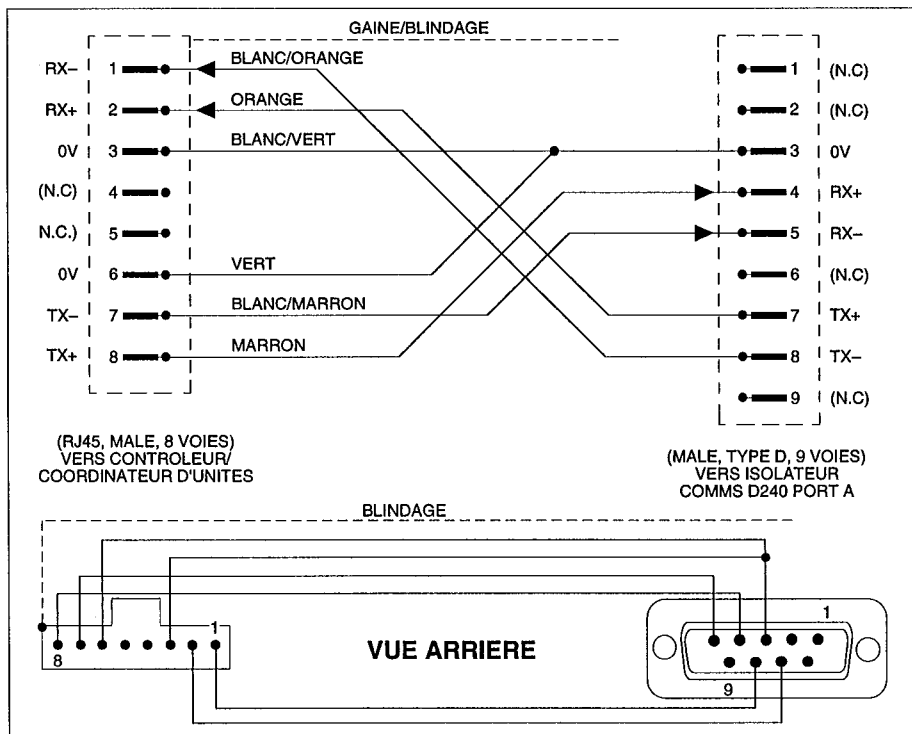 GAINE/BLINDAGE
RX– 1 BLANC/ORANGE 1 (N.C)
RX+ 2 ORANGE 2 (N.C)
0V 3 BLANC/VERT 3 0V
(N.C) 4 4 RX+
N.C.) 5 5 RX–
0V 6 VERT 6 (N.C)
TX– 7 BLANC/MARRON 7 TX+
TX+ 8 MARRON 8 TX–
9 (N.C)
(RJ45, MALE, 8 VOIES)
VERS CONTROLEUR/
COORDINATEUR D'UNITES
(MALE, TYPE D, 9 VOIES)
VERS ISOLATEUR
COMMS D240 PORT A
BLINDAGE
1
8
VUE ARRIERE
1
9